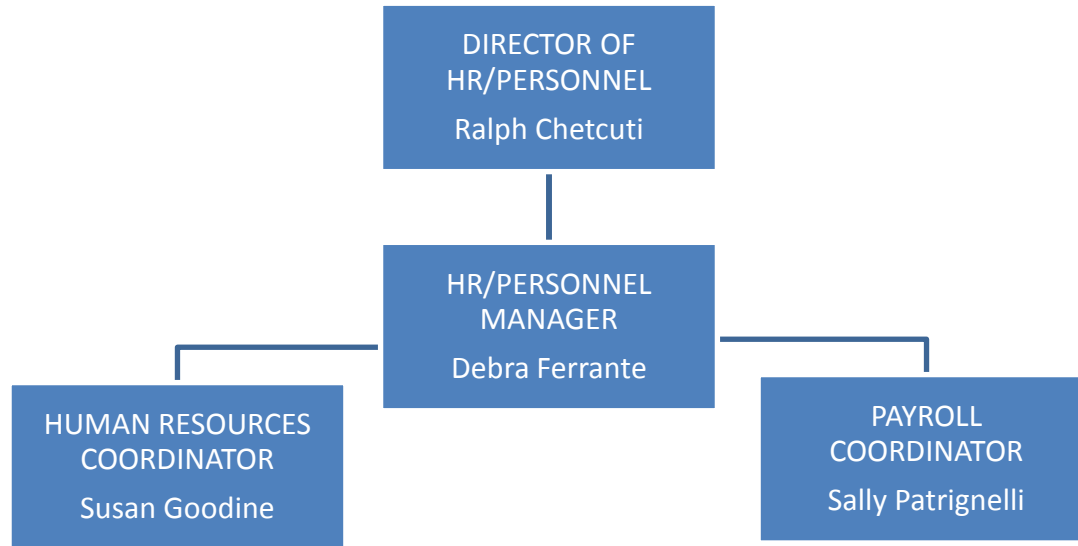 DIRECTOR OF
HR/PERSONNEL
Ralph Chetcuti
HR/PERSONNEL
MANAGER
Debra Ferrante
HUMAN RESOURCES
COORDINATOR
Susan Goodine
PAYROLL
COORDINATOR
Sally Patrignelli